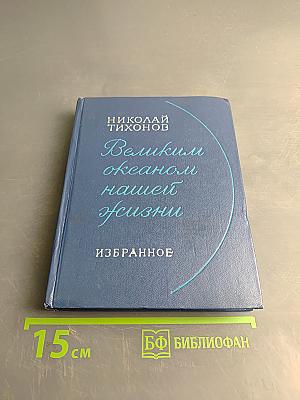 НИКОЛАЙ
ТИХОНОВ
Великим
океаном
нашей
жизни
ИЗБРАННОЕ
15 см
БФ БИБЛИОФАН